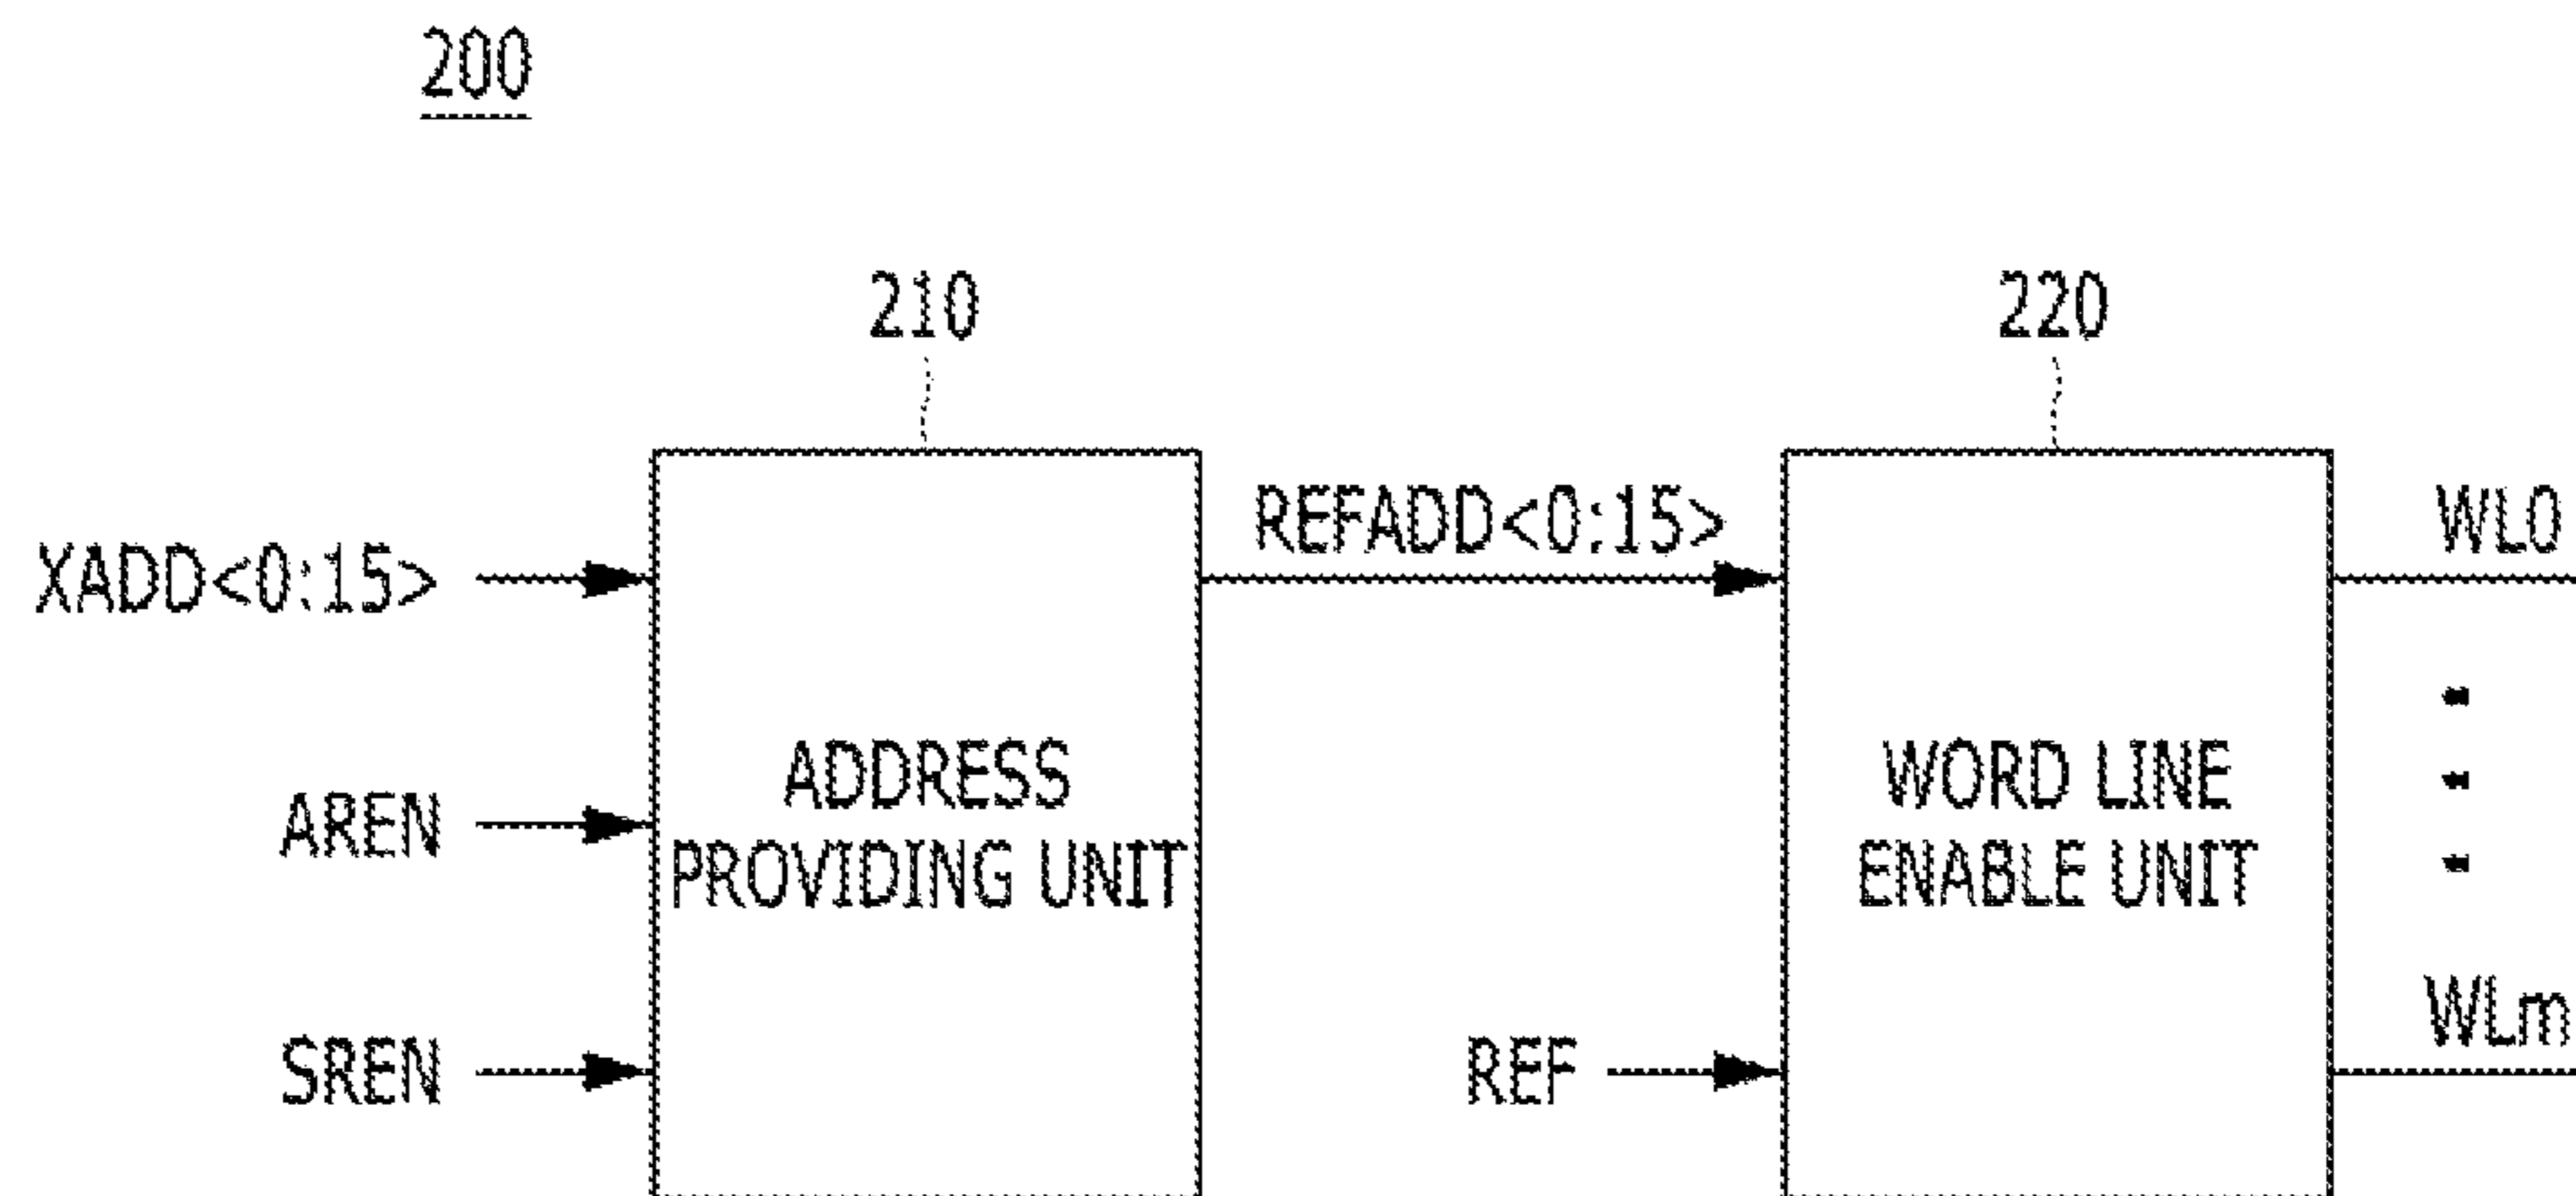 200
210
220
XADD<0:15>
AREN
SREN
ADDRESS
PROVIDING UNIT
REFADD<0:15>
REF
WORD LINE
ENABLE UNIT
WL0
WLm